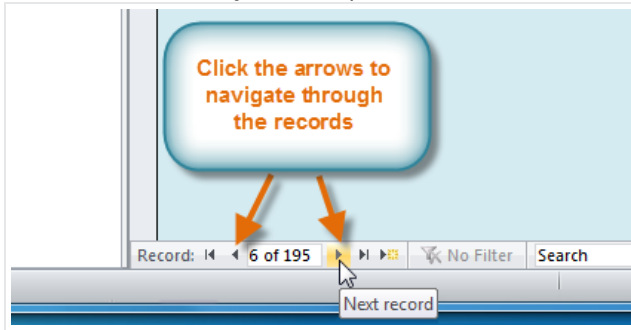 Click the arrows to
navigate through
the records
Record: 6 of 195 No Filter Search
Next record